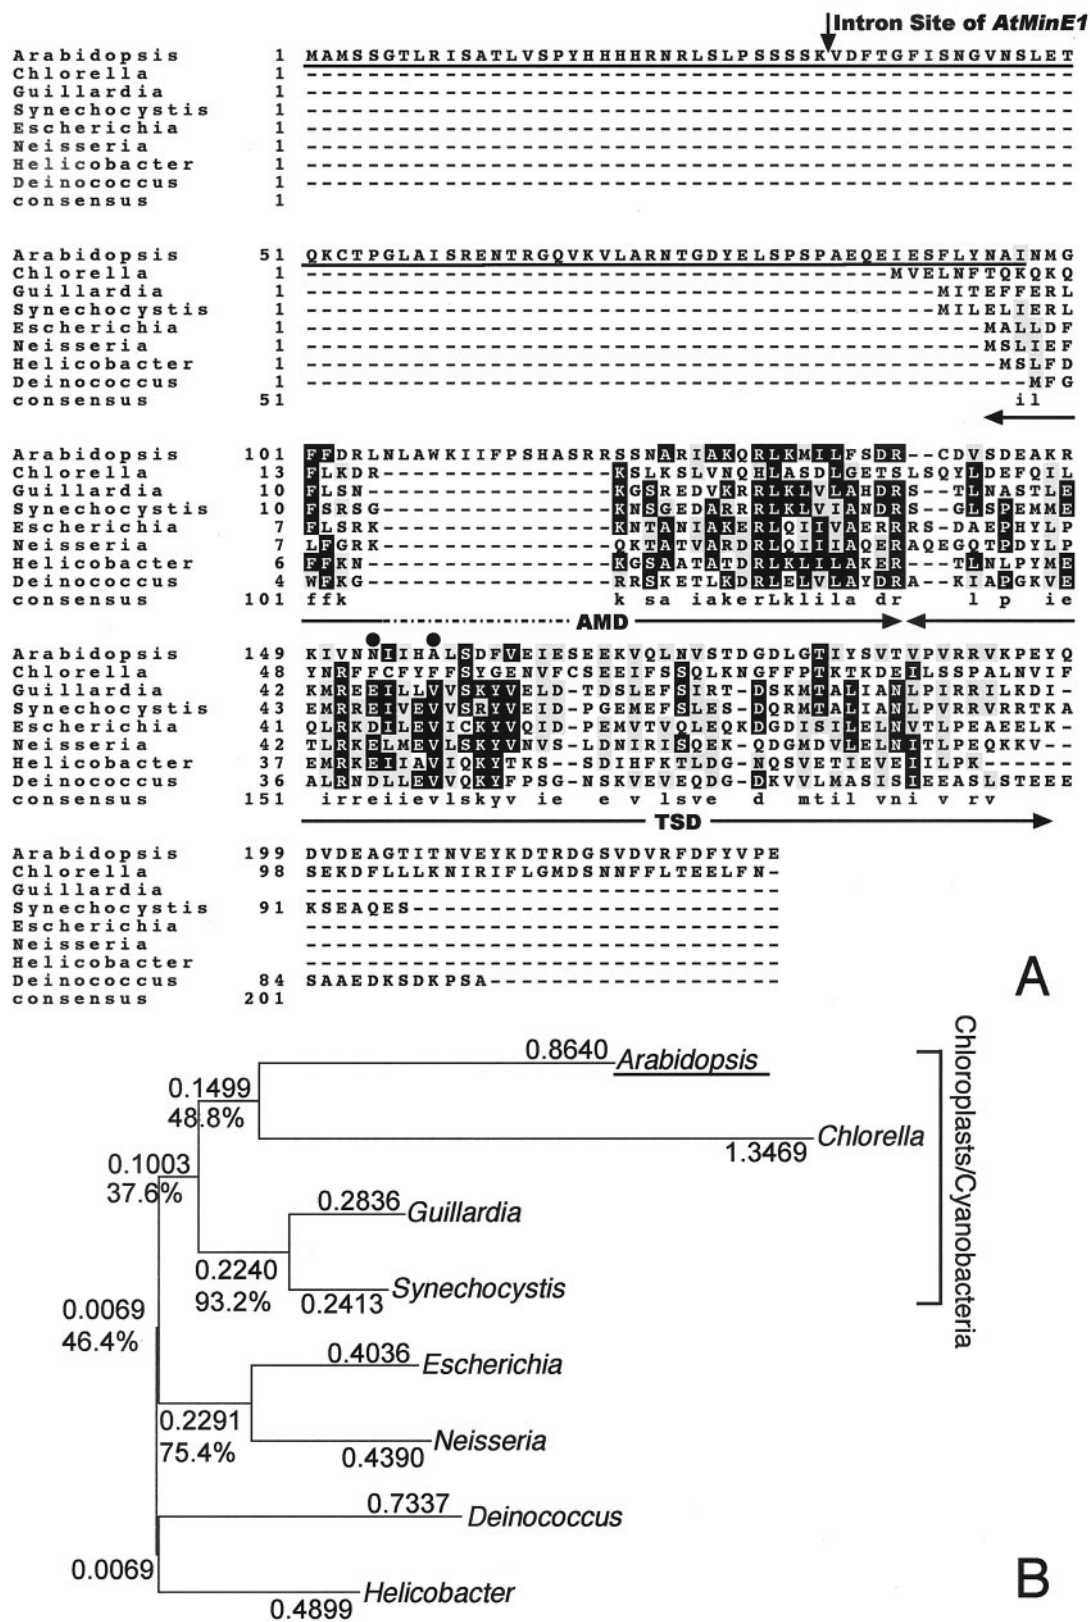 Intron Site of AtMinE1
Arabidopsis 1 MAMSSGTLRISATLVSPYHHHHRNRLSLPSSSSKVDFTGFISNGVNSLET
Chlorella 1 --------------------------------------------------
Guillardia 1 --------------------------------------------------
Synechocystis 1 --------------------------------------------------
Escherichia 1 --------------------------------------------------
Neisseria 1 --------------------------------------------------
Helicobacter 1 --------------------------------------------------
Deinococcus 1 --------------------------------------------------
consensus 1
Arabidopsis 51 QKCTPGLAISRENTRGQVKVLARNTGDYELSPSPAEQEIESFLYNAINMG
Chlorella 1 --------------------------------------MVELNFTQKQKQ
Guillardia 1 -----------------------------------------MITEFFERL
Synechocystis 1 -----------------------------------------MILELIERL
Escherichia 1 --------------------------------------------MALLDF
Neisseria 1 --------------------------------------------MSLIEF
Helicobacter 1 ---------------------------------------------MSLFD
Deinococcus 1 -----------------------------------------------MFG
consensus 51 il
Arabidopsis 101 FFDRLNLAWKIIFPSHASRRSSNARIAKQRLKMILFSDR--CDVSDEAKR
Chlorella 13 FLKDR---------------KSLKSLVNQHLASDLGETSLSQYLDEFQQL
Guillardia 10 FLSN----------------KGSREDVKRRLKLVLAHDRS--TLNASTLE
Synechocystis 10 FSRSG---------------KNSGEDARRRLKLVIANDRS--GLSPEMME
Escherichia 7 FLSRK---------------KNTANIAKERLQIIVAERRRS-DAEPHYLP
Neisseria 7 LFGRK---------------QKTATVARDRLQIIIAQERAQEGQTPDYLP
Helicobacter 6 FFKN----------------KGSAATATDRLKLILAKER---TLNLPYME
Deinococcus 4 WFKG----------------RRSKETLKDRLELVLAYDRA--KIAPGKVE
consensus 101 ffk k sa iakerLklila dr l p ie
AMD
Arabidopsis 149 KIVNNIIHALSDFVEIESEEKVQLNVSTDGDLGTIYSVTVPVRRVKPEYQ
Chlorella 48 YNRFFCFYFFSYGENVFCSEEIFSSQLKNGFFPTKTKDEILSSPALNVIF
Guillardia 42 KMREEILLVVSKYVELD-TDSLEFSIRT-DSKMTALIANLPIRRILKDI-
Synechocystis 43 EMRREIVEVVSRYVEID-PGEMEFSLES-DQRMTALIANLPVRRVRRTKA
Escherichia 41 QLRKDILEVICKYVQID-PEMVTVQLEQKDGDISILELNVTLPEAEELK-
Neisseria 42 TLRKELMEVLSKYVNVS-LDNIRISQEK-QDGMDVLELNITLPEQKKV--
Helicobacter 37 EMRKEIIAVIQKYTKSS-DIHFKTLDG-NQSVETIEVEIILPK------
Deinococcus 36 ALRNDLLEVVQKYFPSG-NSKVEVEQDG-DKVVLMASISIEEASLSTEEE
consensus 151 irreiievlskyv ie e v lsve d mtil vni v rv
TSD
Arabidopsis 199 DVDEAGTITNVEYKDTRDGSVDVRFDFYVPE
Chlorella 98 SEKDFLLLKNIRIFLGMDSNNFFLTEELFN-
Guillardia -------------------------------
Synechocystis 91 KSEAQES------------------------
Escherichia -------------------------------
Neisseria -------------------------------
Helicobacter -------------------------------
Deinococcus 84 SAAEDKSDKPSA-------------------
consensus 201
A
0.8640 Arabidopsis
0.1499
48.8%
1.3469 Chlorella
0.1003
37.6%
0.2836 Guillardia
0.2240
93.2%
0.2413 Synechocystis
Chloroplasts/Cyanobacteria
0.0069
46.4%
0.4036 Escherichia
0.2291
75.4%
0.4390 Neisseria
0.7337 Deinococcus
0.0069
0.4899 Helicobacter
B